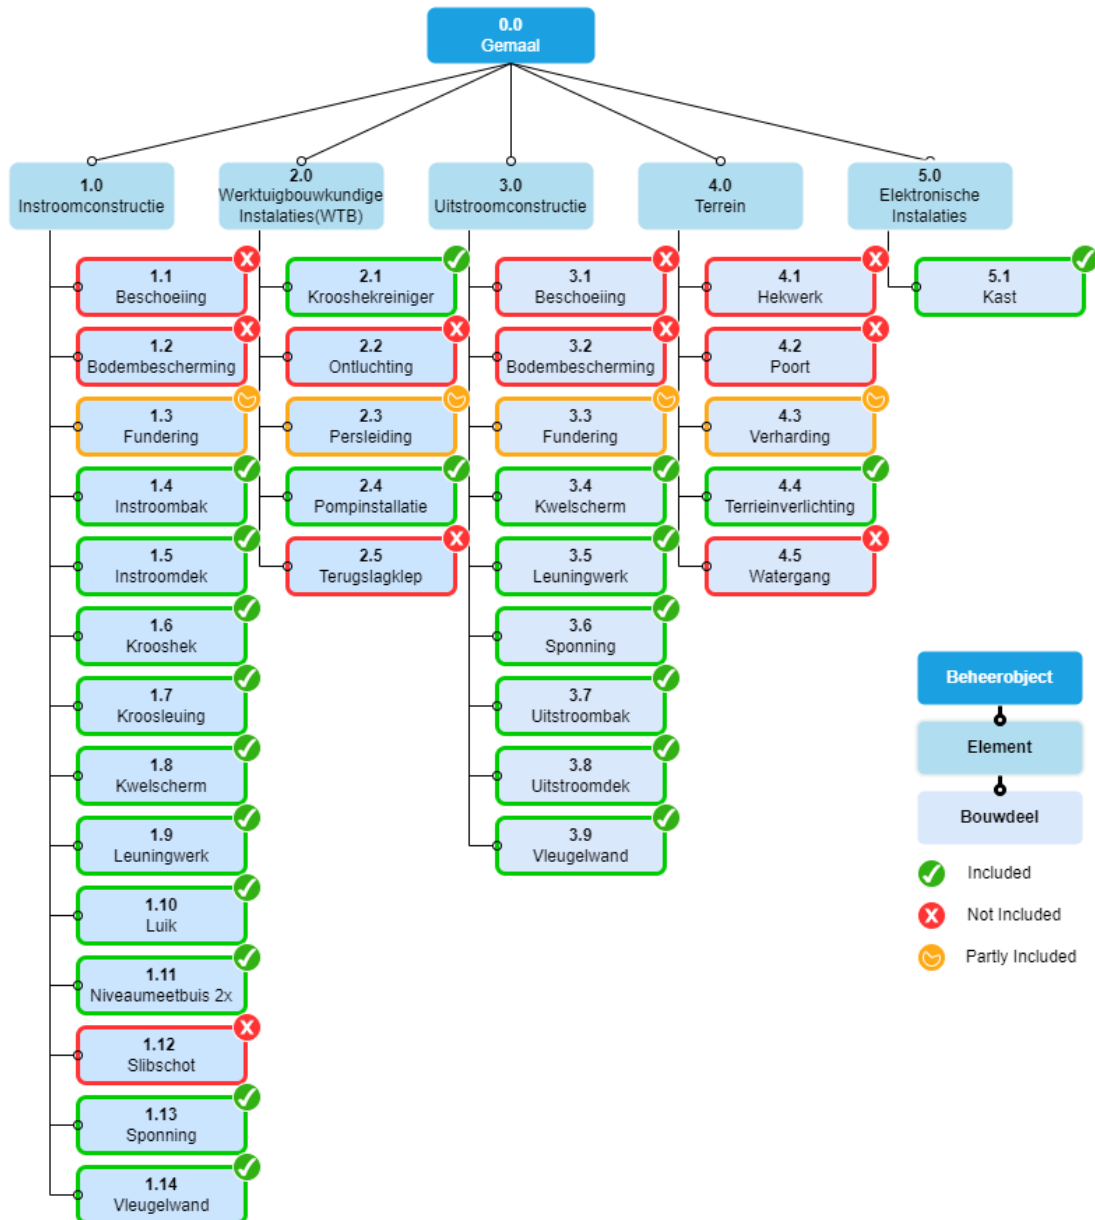 0.0
Gemaal
1.0
Instroomconstructie
2.0
Werktuigbouwkundige
Instalaties(WTB)
3.0
Uitstroomconstructie
4.0
Terrein
5.0
Elektronische
Instalaties
1.1
Beschoeiing
1.2
Bodembescherming
1.3
Fundering
1.4
Instroombak
1.5
Instroomdek
1.6
Krooshek
1.7
Kroosleuing
1.8
Kwelscherm
1.9
Leuningwerk
1.10
Luik
1.11
Niveaumeetbuis 2x
1.12
Slibschot
1.13
Sponning
1.14
Vleugelwand
2.1
Krooshekreiniger
2.2
Ontluchting
2.3
Persleiding
2.4
Pompinstallatie
2.5
Terugslagklep
3.1
Beschoeiing
3.2
Bodembescherming
3.3
Fundering
3.4
Kwelscherm
3.5
Leuningwerk
3.6
Sponning
3.7
Uitstroombak
3.8
Uitstroomdek
3.9
Vleugelwand
4.1
Hekwerk
4.2
Poort
4.3
Verharding
4.4
Terrieinverlichting
4.5
Watergang
5.1
Kast
Beheerobject
Element
Bouwdeel
Included
Not Included
Partly Included